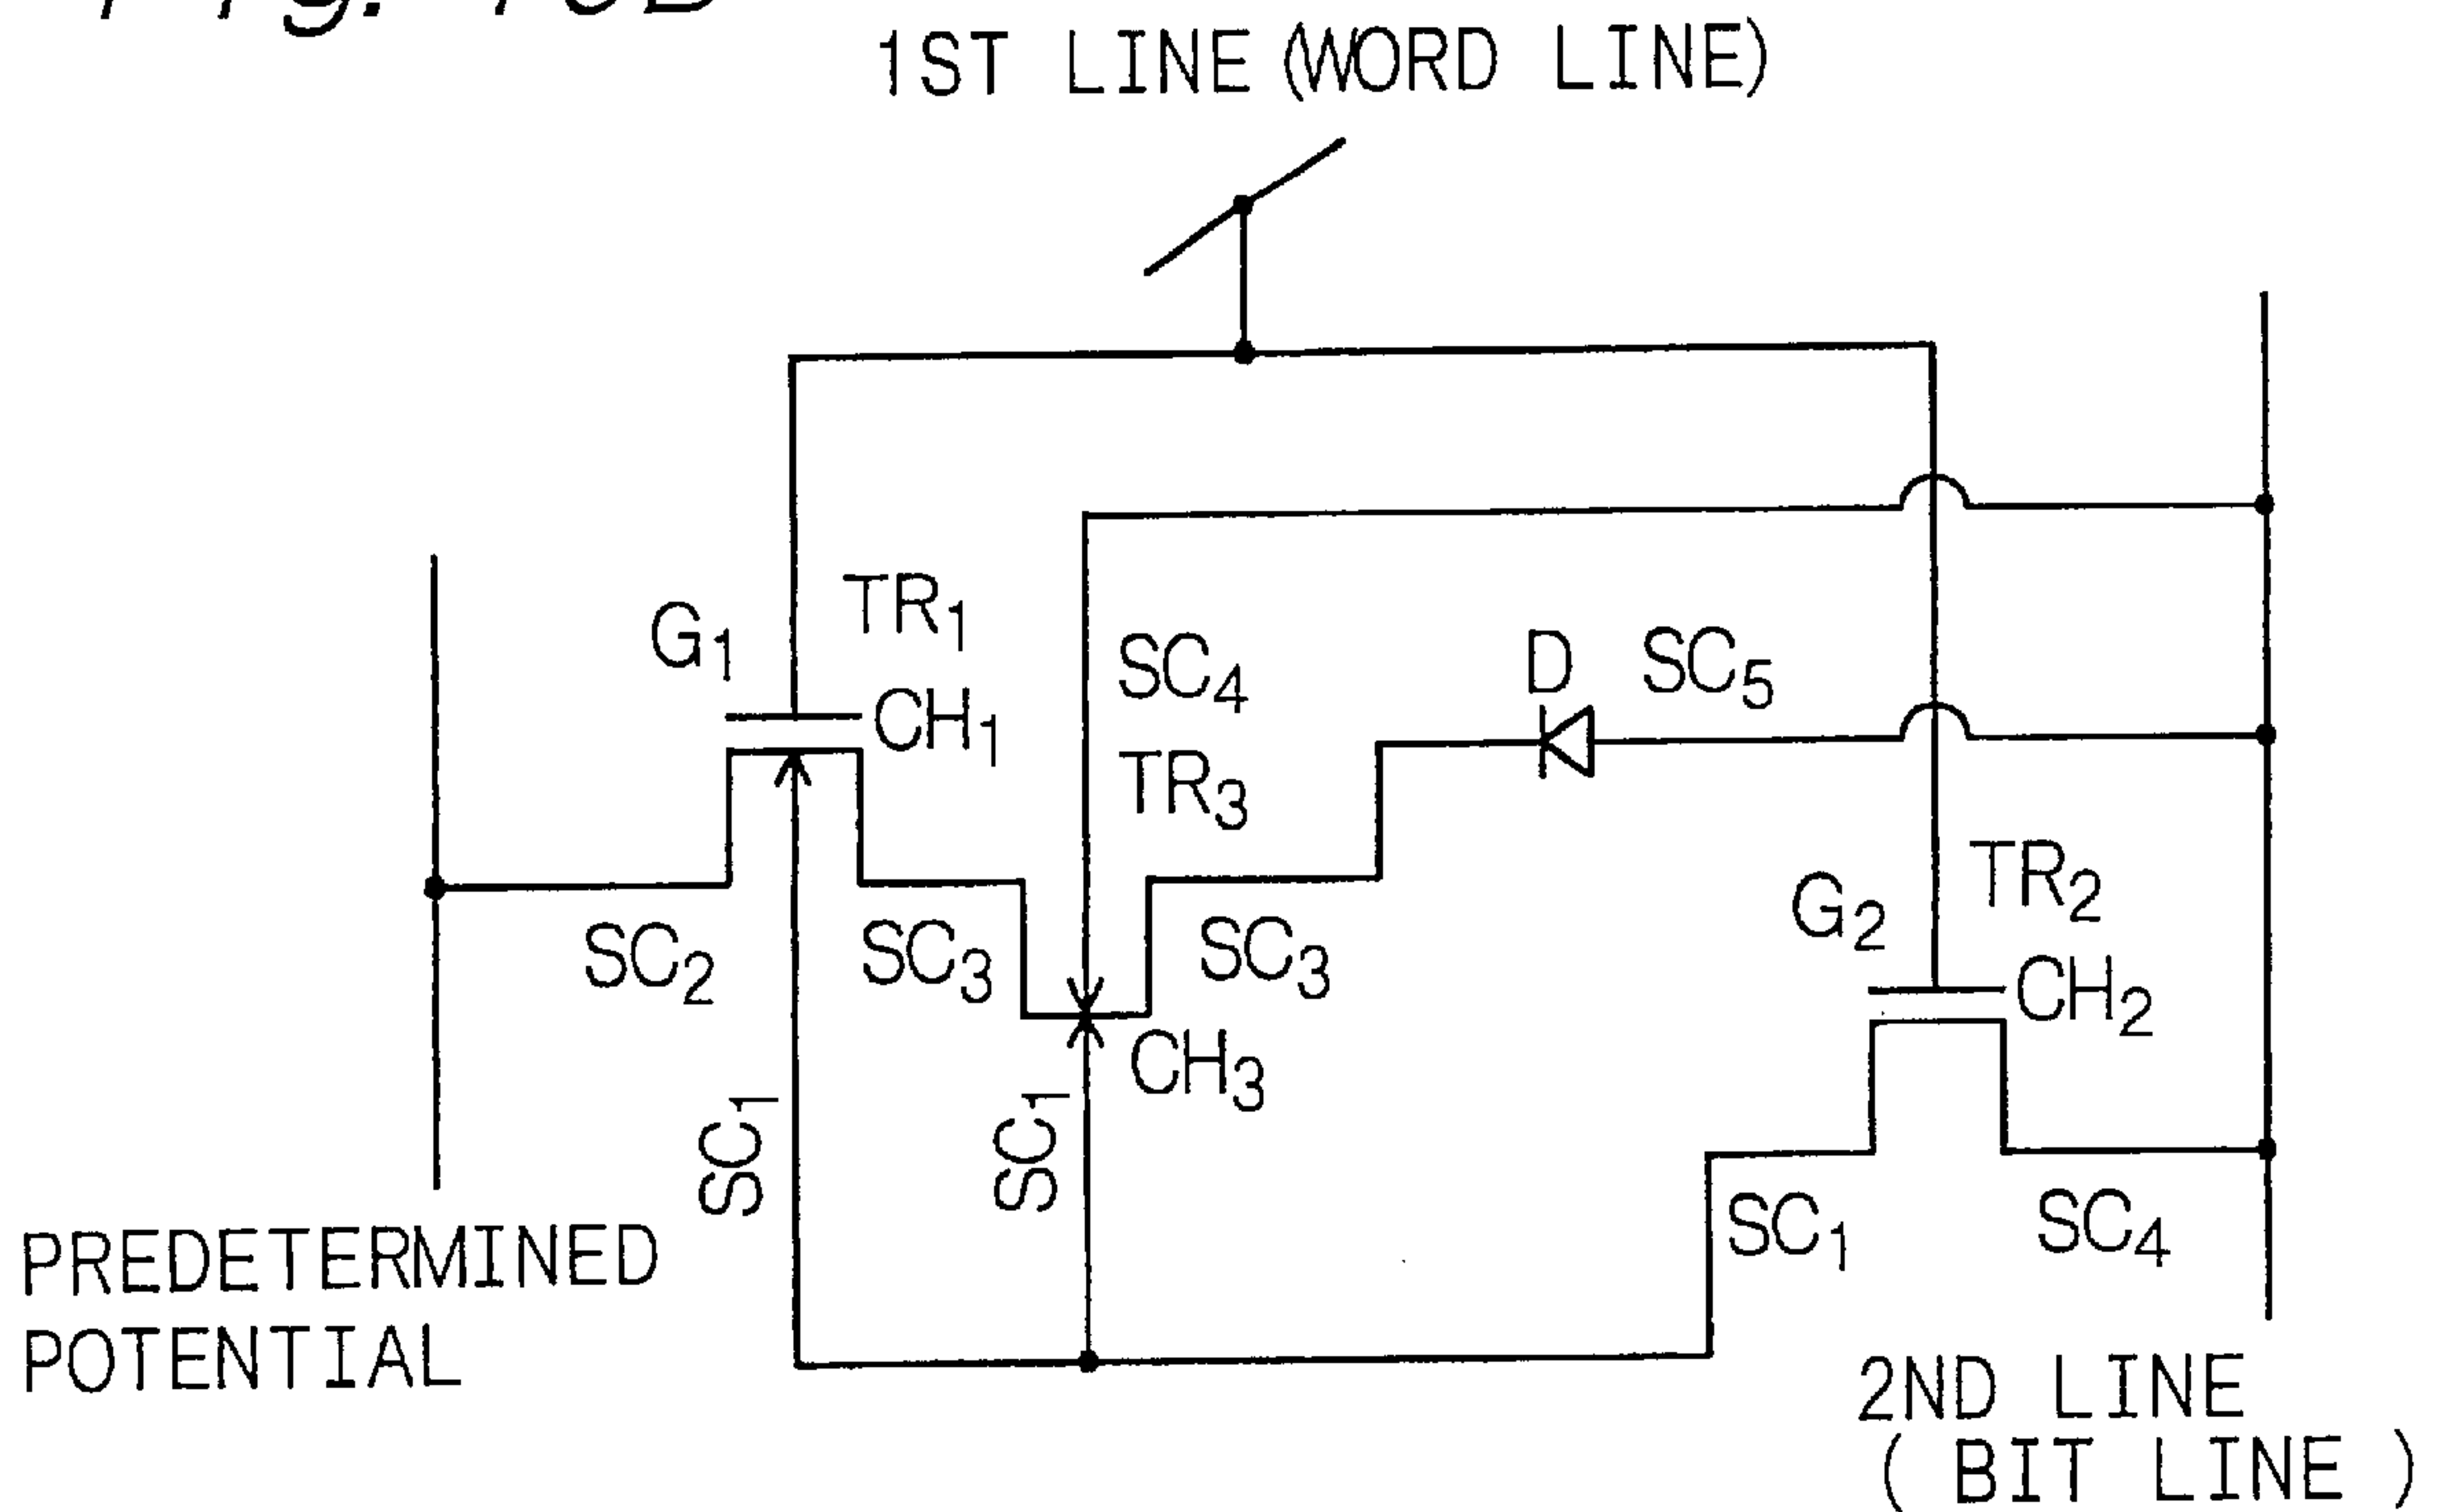 1ST LINE (WORD LINE)
TR1
G1
CH1
SC4
TR3
D SC5
TR2
G2
CH2
SC2
SC3
SC3
CH3
SC1
SC1
SC1
SC4
PREDETERMINED
POTENTIAL
2ND LINE
( BIT LINE )